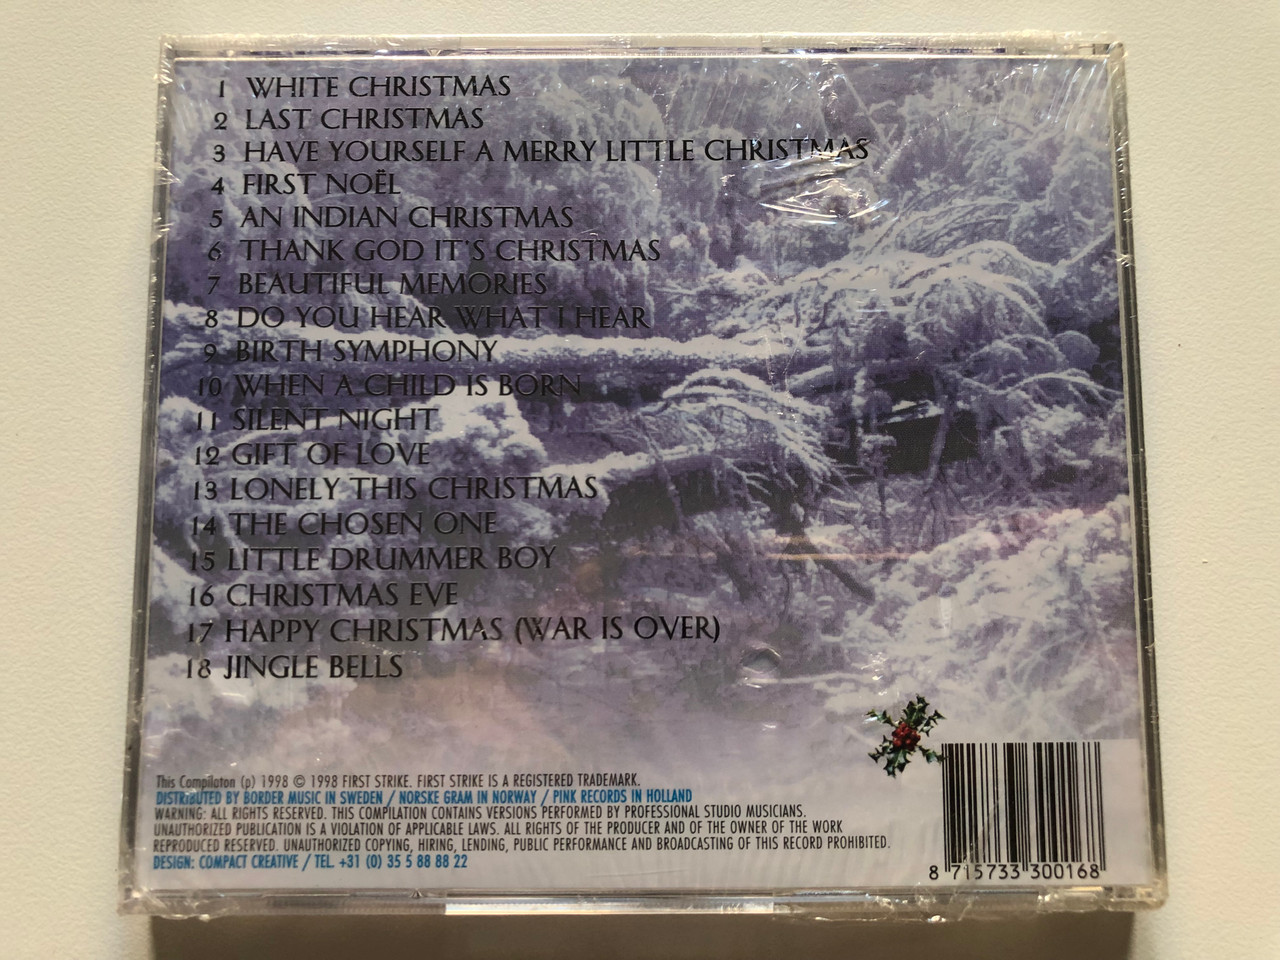 1 WHITE CHRISTMAS
2 LAST CHRISTMAS
3 HAVE YOURSELF A MERRY LITTLE CHRISTMAS
4 FIRST NOËL
5 AN INDIAN CHRISTMAS
6 THANK GOD IT'S CHRISTMAS
7 BEAUTIFUL MEMORIES
8 DO YOU HEAR WHAT I HEAR
9 BIRTH SYMPHONY
10 WHEN A CHILD IS BORN
11 SILENT NIGHT
12 GIFT OF LOVE
13 LONELY THIS CHRISTMAS
14 THE CHOSEN ONE
15 LITTLE DRUMMER BOY
16 CHRISTMAS EVE
17 HAPPY CHRISTMAS (WAR IS OVER)
18 JINGLE BELLS
This Compilaton (p) 1998 © 1998 FIRST STRIKE. FIRST STRIKE IS A REGISTERED TRADEMARK.
DISTRIBUTED BY BORDER MUSIC IN SWEDEN / NORSKE GRAM IN NORWAY / PINK RECORDS IN HOLLAND
WARNING: ALL RIGHTS RESERVED. THIS COMPILATION CONTAINS VERSIONS PERFORMED BY PROFESSIONAL STUDIO MUSICIANS.
UNAUTHORIZED PUBLICATION IS A VIOLATION OF APPLICABLE LAWS. ALL RIGHTS OF THE PRODUCER AND OF THE OWNER OF THE WORK
REPRODUCED RESERVED. UNAUTHORIZED COPYING, HIRING, LENDING, PUBLIC PERFORMANCE AND BROADCASTING OF THIS RECORD PROHIBITED.
DESIGN: COMPACT CREATIVE / TEL. +31 (0) 35 5 88 88 22
8 715733 300168